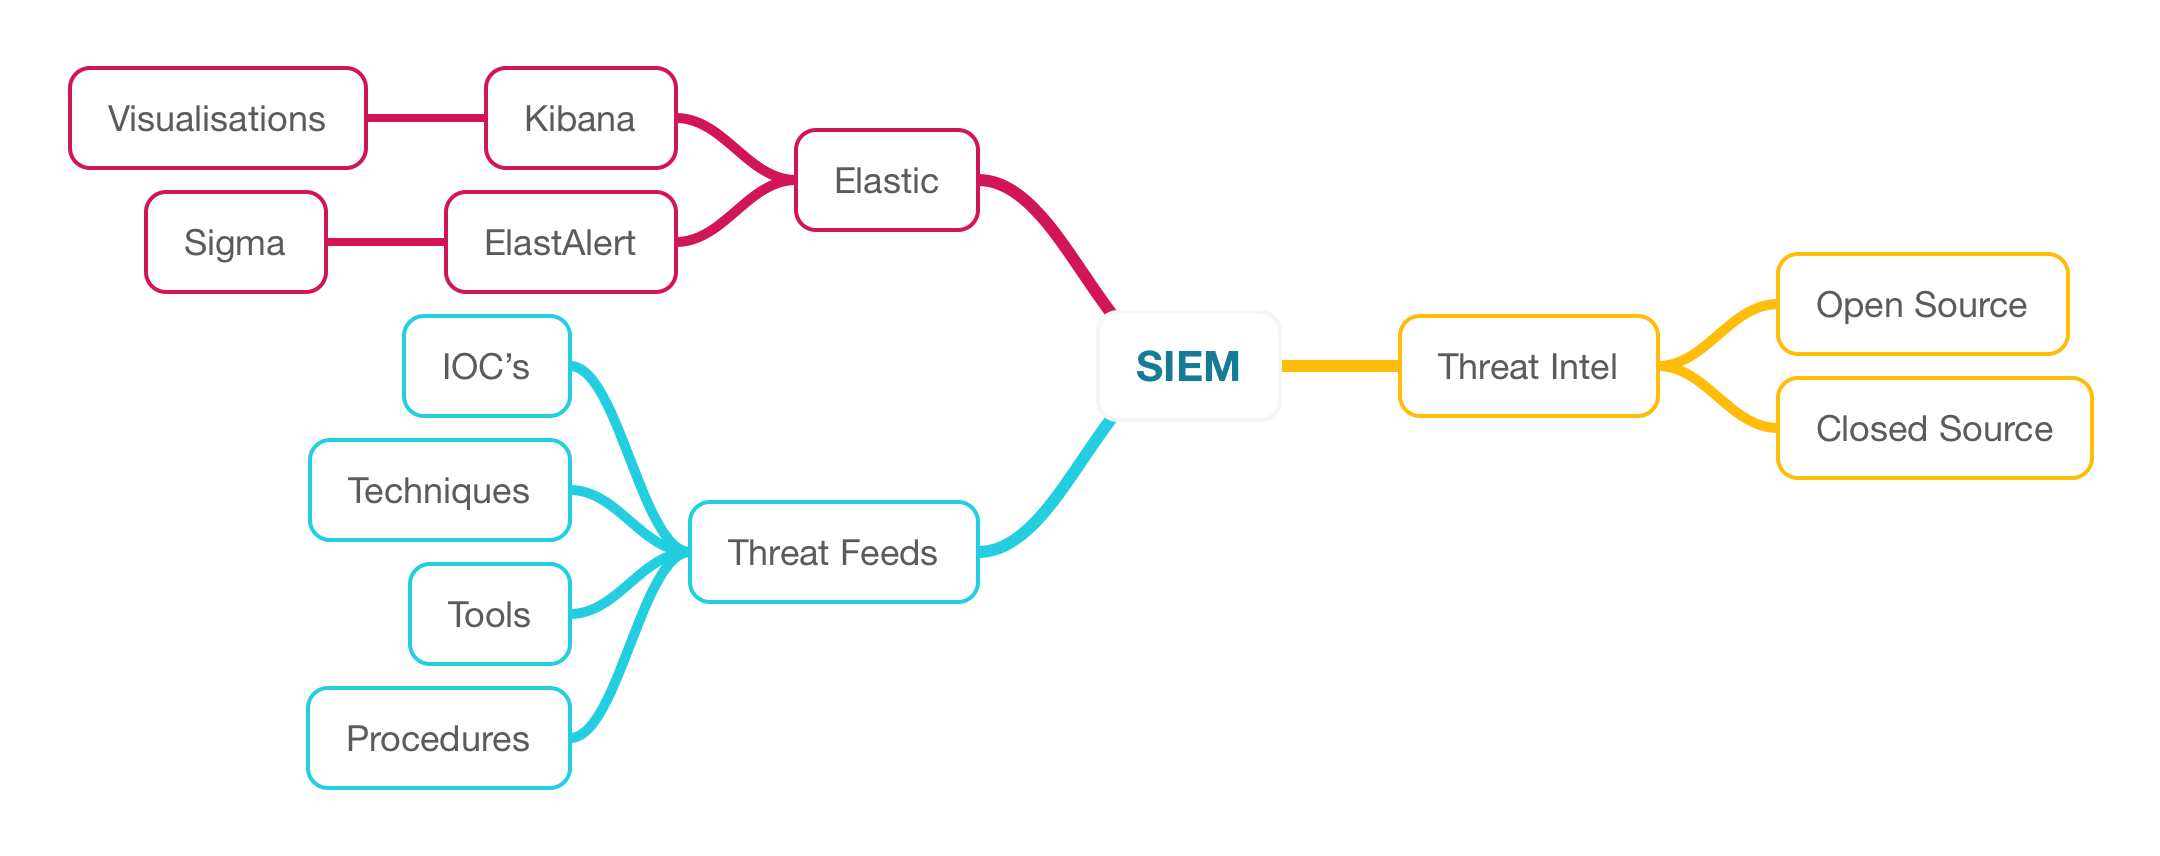 Visualisations
Kibana
Elastic
Sigma
ElastAlert
IOC’s
Techniques
Tools
Procedures
Threat Feeds
SIEM
Threat Intel
Open Source
Closed Source